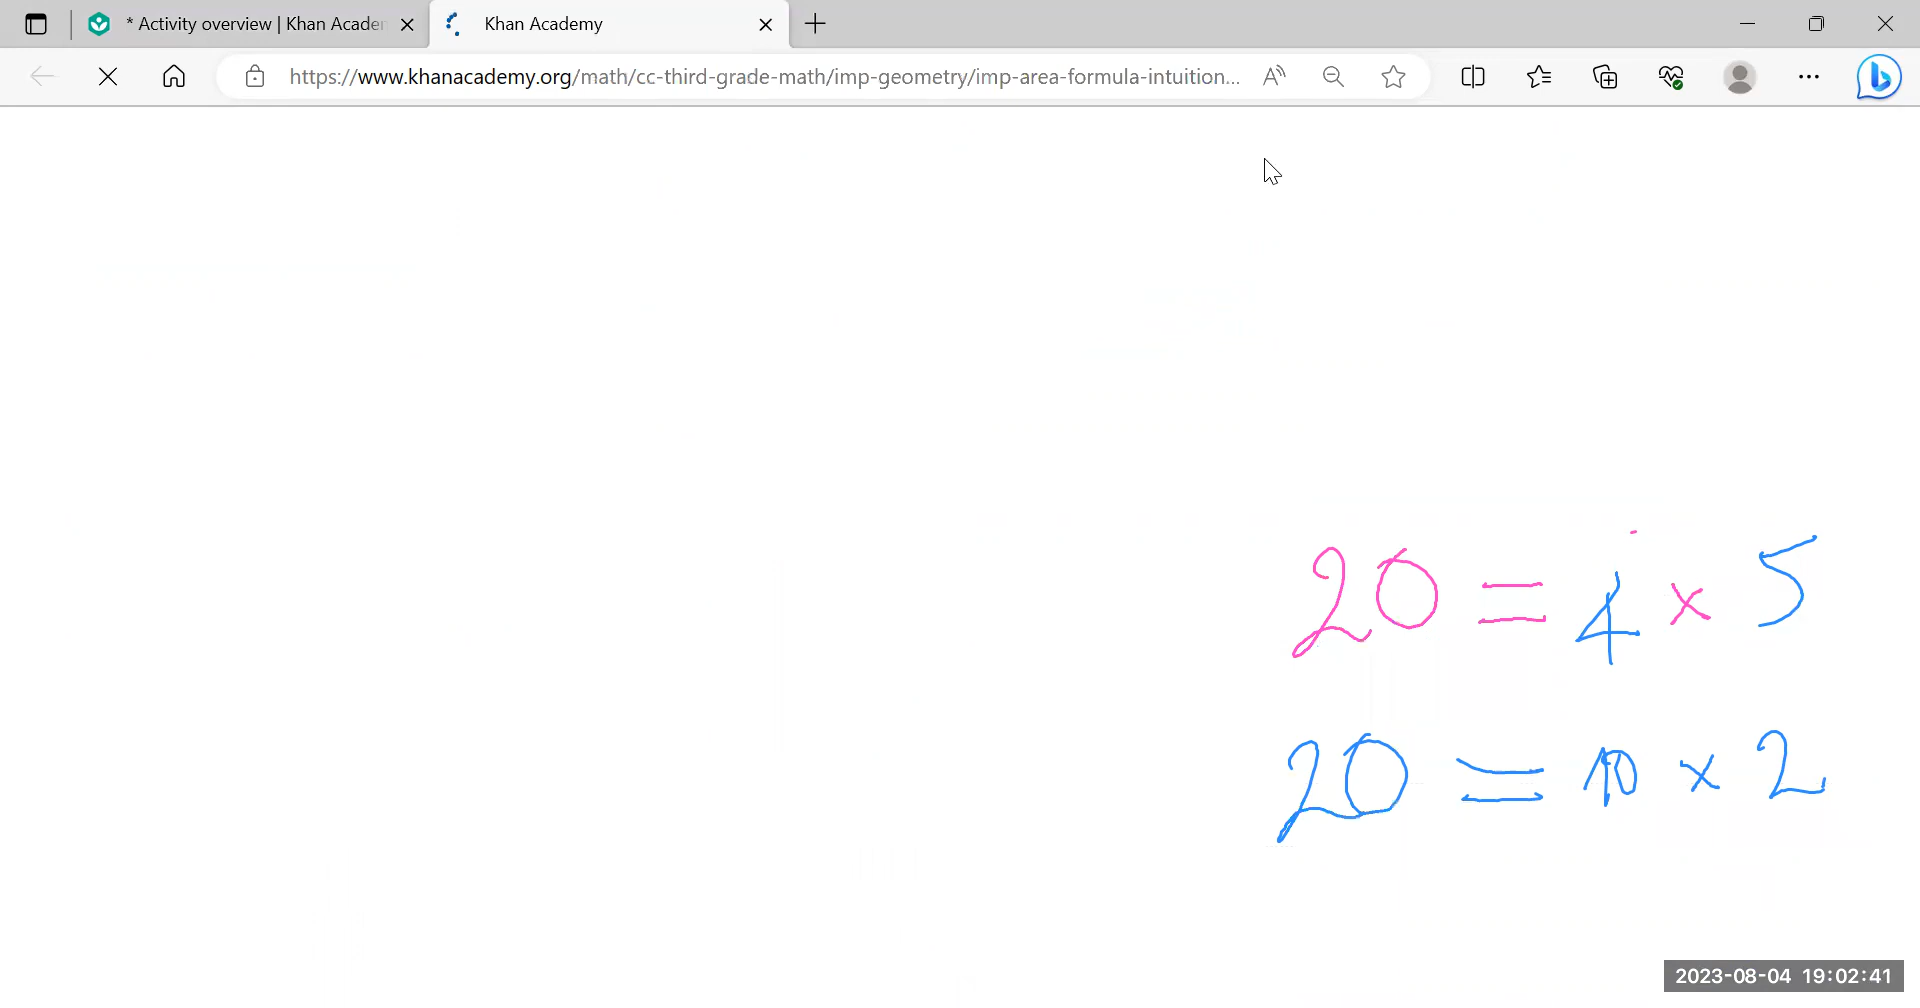 * Activity overview | Khan Acade
Khan Academy
https://www.khanacademy.org/math/cc-third-grade-math/imp-geometry/imp-area-formula-intuition...
20 = 4 x 5
20 = 10 x 2
2023-08-04 19:02:41